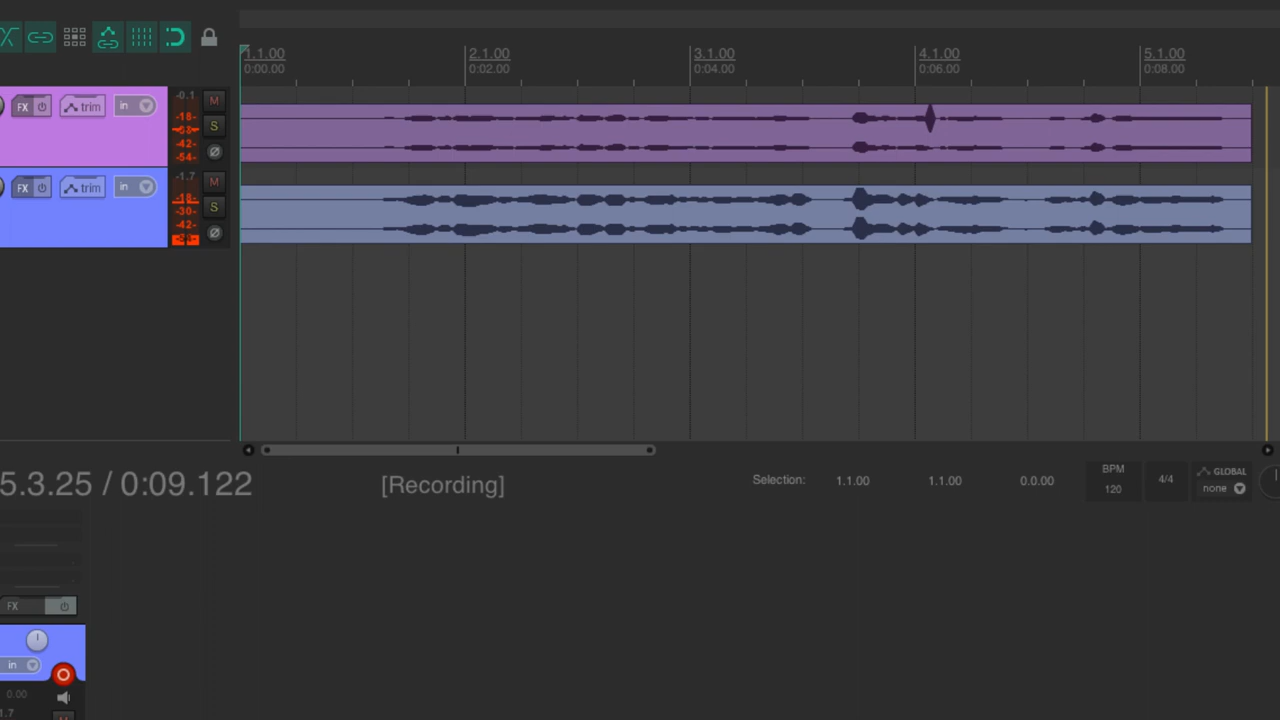 1.1.00 2.1.00 3.1.00 4.1.00 5.1.00
0:00.00 0:02.00 0:04.00 0:06.00 0:08.00
-0.1 M
FX trim in
-18-
S
-42-
-54-
-1.7 M
FX trim in
-18-
S
-30-
-42-
5.3.25 / 0:09.122
[Recording]
Selection: 1.1.00 1.1.00 0.0.00
BPM
120
4/4
GLOBAL
none
FX
in
0.00
1.7